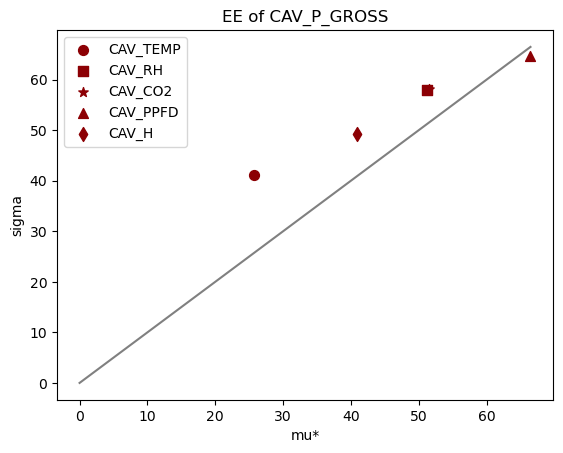 EE of CAV_P_GROSS
CAV_TEMP
CAV_RH
CAV_CO2
CAV_PPFD
CAV_H
60
50
40
30
20
10
0
sigma
0 10 20 30 40 50 60
mu*